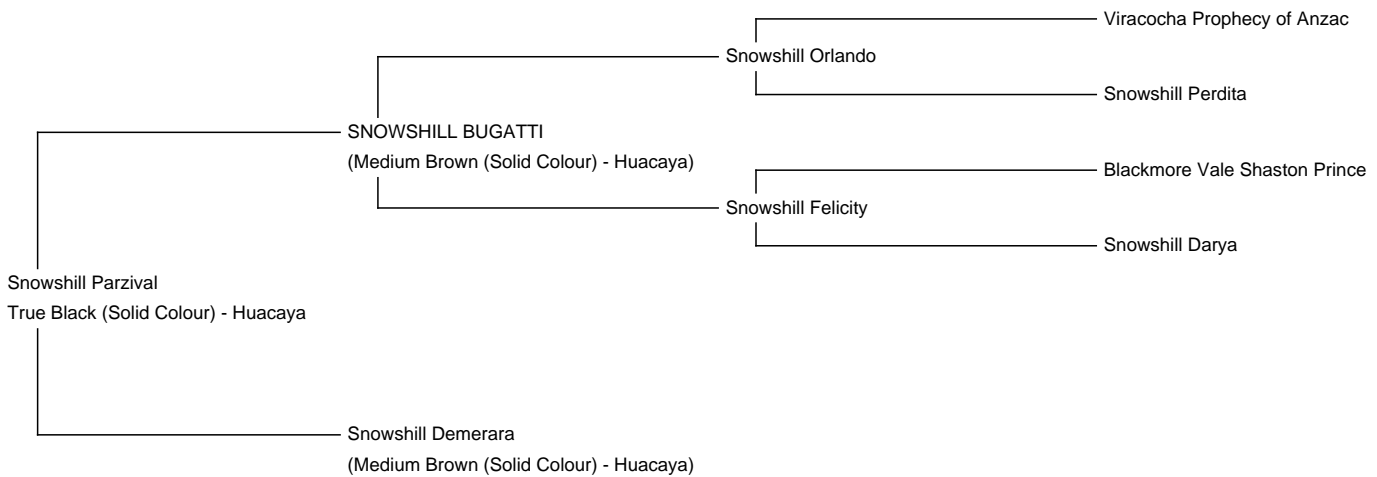 Viracocha Prophecy of Anzac
Snowshill Orlando
Snowshill Perdita
SNOWSHILL BUGATTI
(Medium Brown (Solid Colour) - Huacaya)
Blackmore Vale Shaston Prince
Snowshill Felicity
Snowshill Darya
Snowshill Parzival
True Black (Solid Colour) - Huacaya
Snowshill Demerara
(Medium Brown (Solid Colour) - Huacaya)